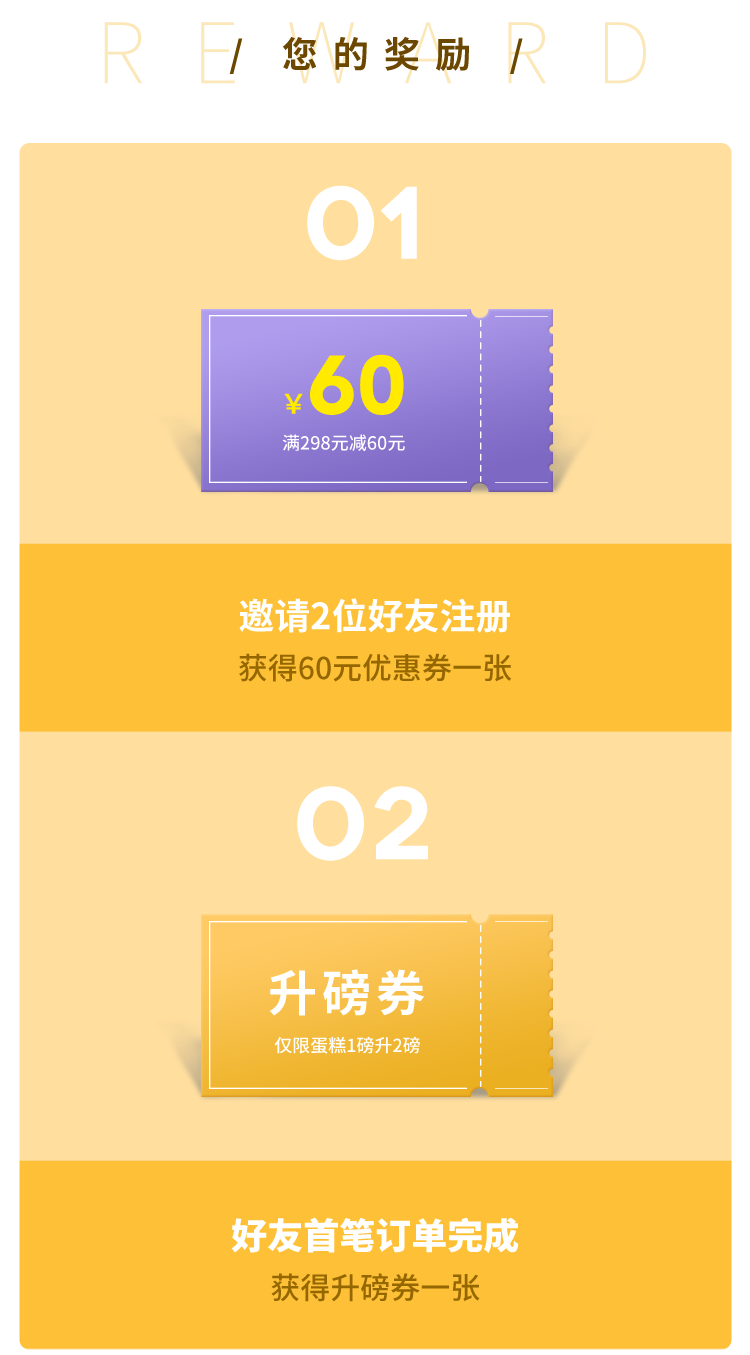 REWARD
/ 您的奖励 /
01
¥60
满298元减60元
邀请2位好友注册
获得60元优惠券一张
02
升磅券
仅限蛋糕1磅升2磅
好友首笔订单完成
获得升磅券一张